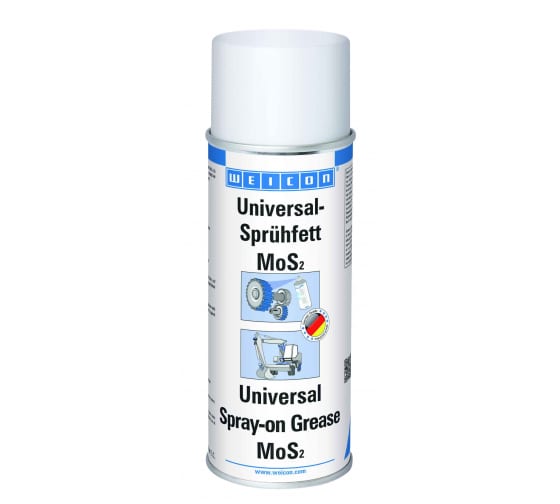 WEICON®
Universal-
Sprühfett
MoS₂
Universal
Spray-on Grease
MoS₂
www.weicon.com